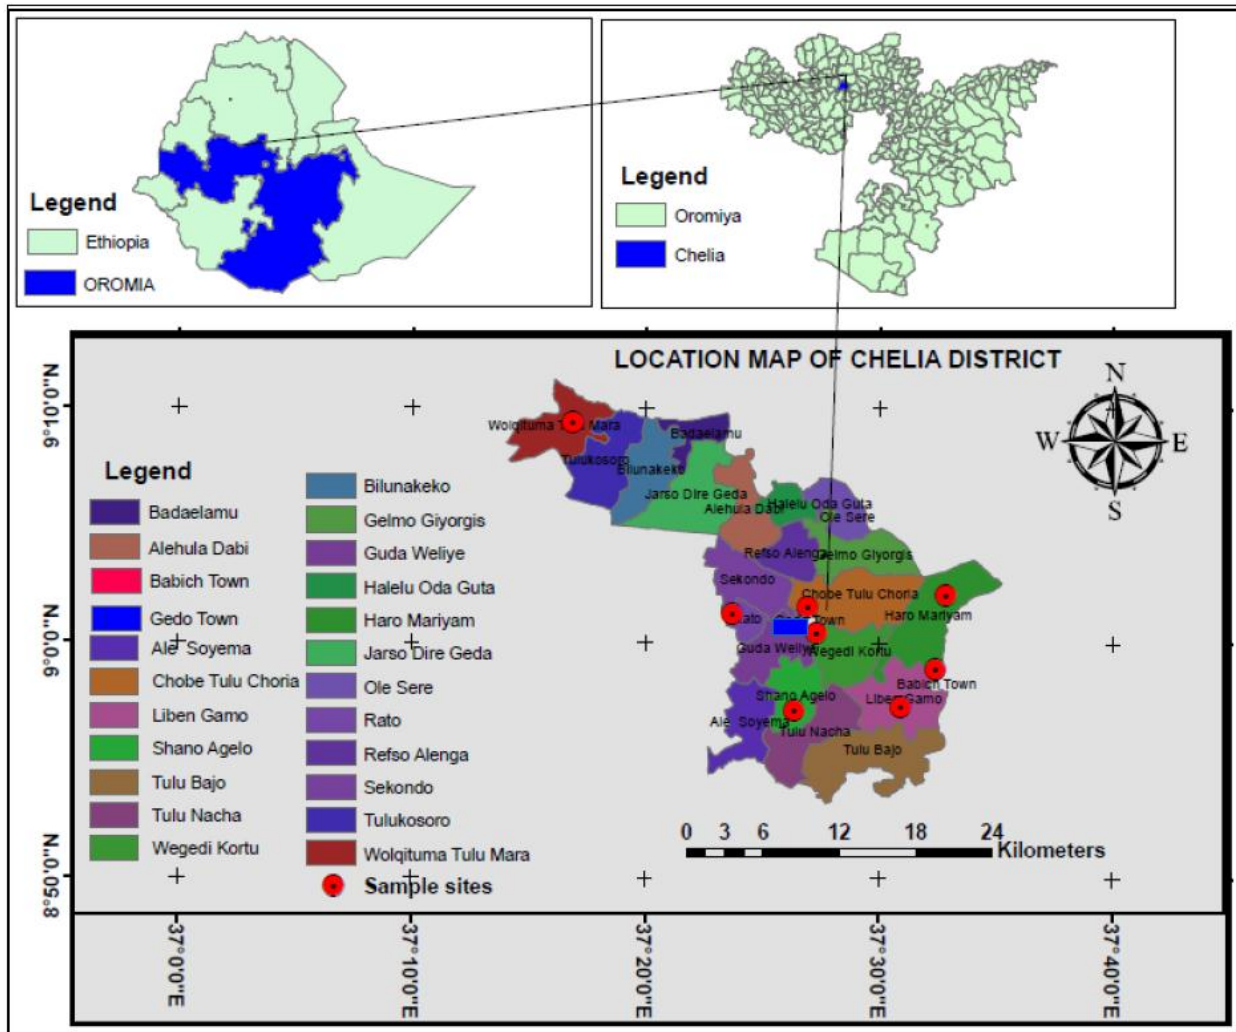 Legend
Ethiopia
OROMIA
Legend
Oromiya
Chelia
LOCATION MAP OF CHELIA DISTRICT
N
W
E
S
9°10'0"N
9°0'0"N
8°5'0.0"N
Legend
Badaelamu
Alehula Dabi
Babich Town
Gedo Town
Ale Soyema
Chobe Tulu Choria
Liben Gamo
Shano Agelo
Tulu Bajo
Tulu Nacha
Wegedi Kortu
Bilunakeko
Gelmo Giyorgis
Guda Weliye
Halelu Oda Guta
Haro Mariyam
Jarso Dire Geda
Ole Sere
Rato
Refso Alenga
Sekondo
Tulukosoro
Wolqituma Tulu Mara
Sample sites
Wolqituma Mara
Tulukosoro
Bilunakeko
Badaelamu
Jarso Dire Geda
Alehula Dabi
Halelu Oda Guta
Ole Sere
Refso Alenga
Gelmo Giyorgis
Sekondo
Chobe Tulu Choria
Haro Mariyam
Town
Guda Weliye
Wegedi Kortu
Babich Town
Shano Agelo
Liben Gamo
Ale Soyema
Tulu Nacha
Tulu Bajo
0 3 6 12 18 24
Kilometers
37°0'0"E
37°10'0"E
37°20'0"E
37°30'0"E
37°40'0"E